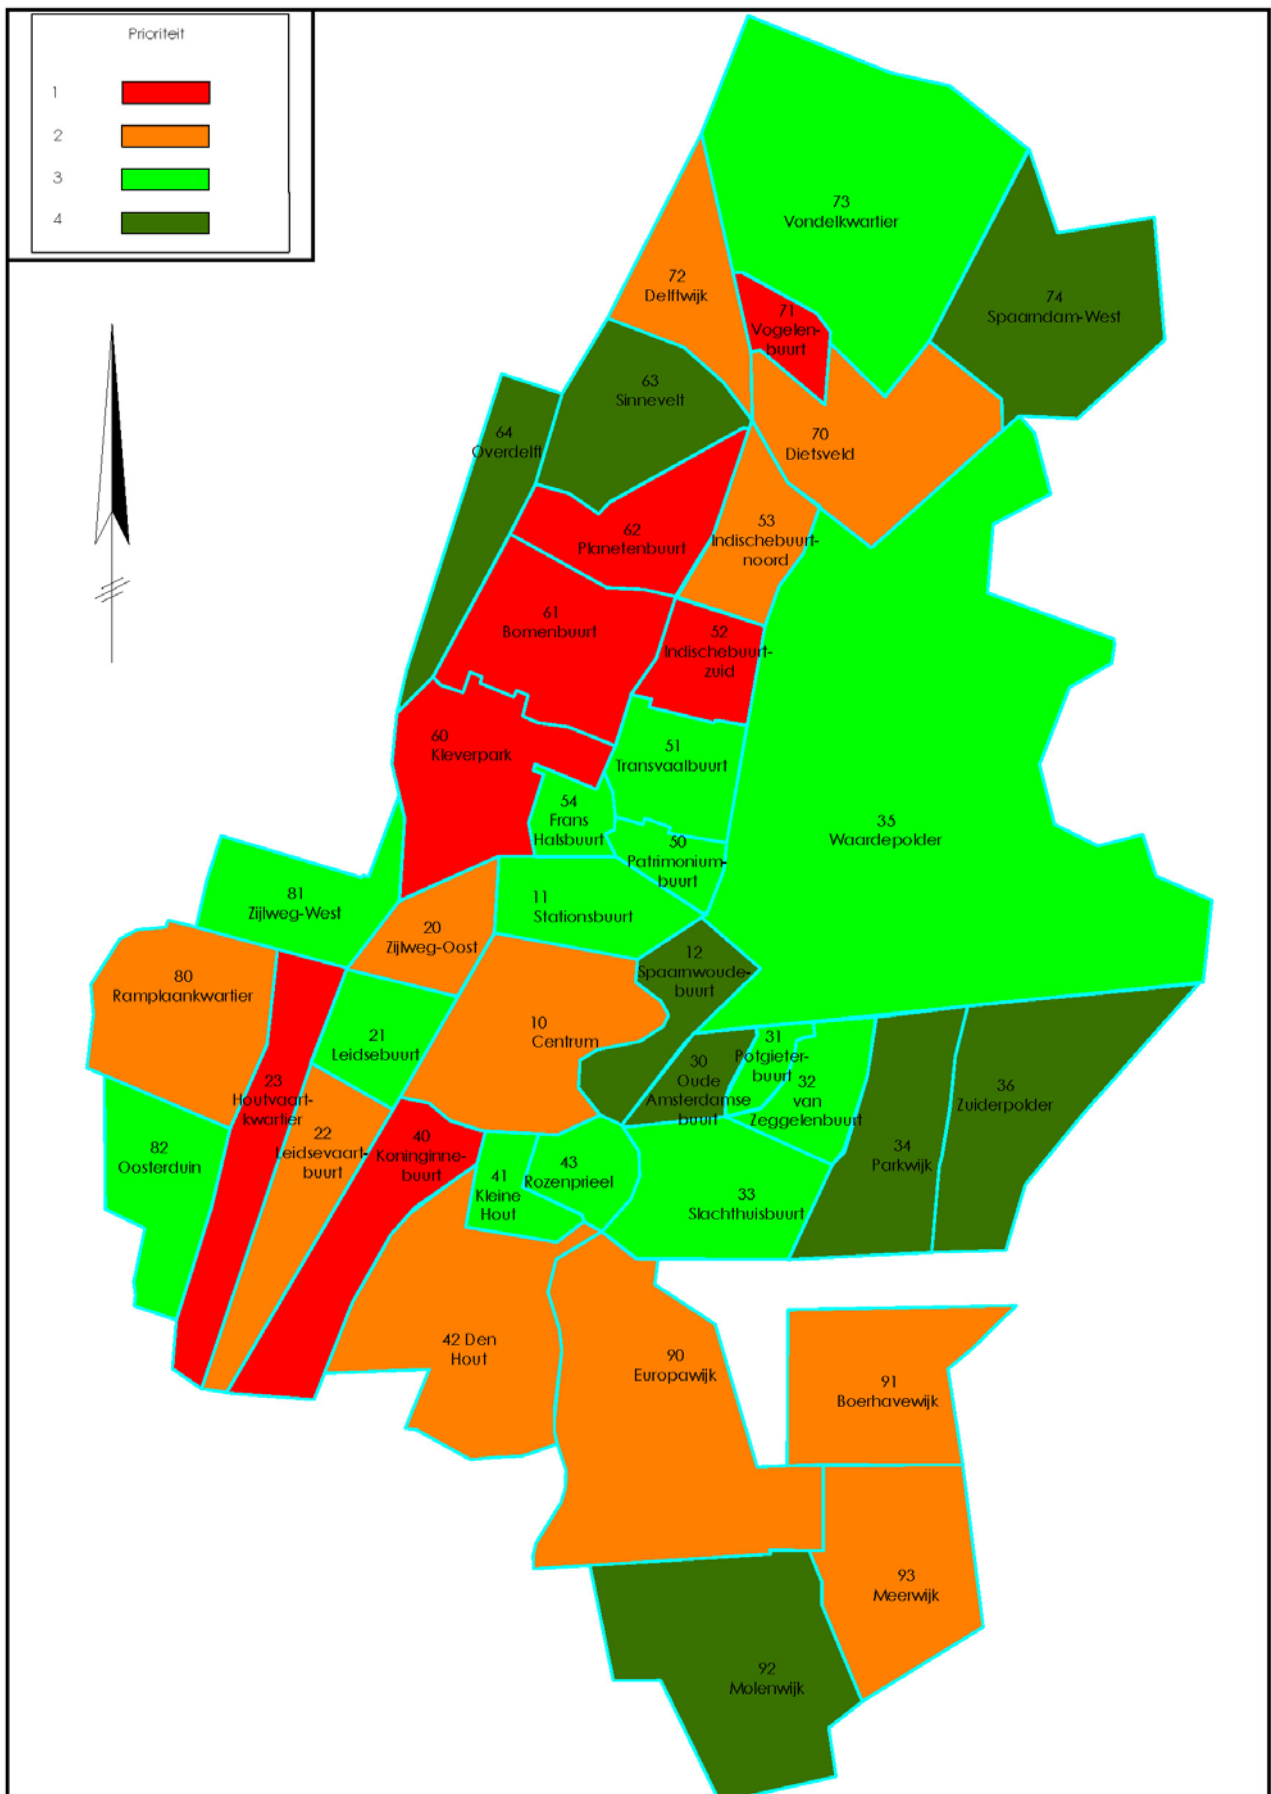 Prioriteit
1
2
3
4
73
Vondelkwartier
72
Delftwijk
71
Vogelen-
buurt
74
Spaarndam-West
63
Sinnevelt
64
Overdelft
70
Dietsveld
62
Planetenbuurt
53
Indischebuurt-
noord
61
Bomenbuurt
52
Indischebuurt-
zuid
60
Kleverpark
51
Transvaalbuurt
54
Frans
Halsbuurt
50
Patrimonium-
buurt
35
Waardepolder
81
Zijlweg-West
11
Stationsbuurt
20
Zijlweg-Oost
12
Spaarnwoude-
buurt
80
Ramplaankwartier
10
Centrum
21
Leidsebuurt
31
Potgieter-
buurt
30
Oude
Amsterdamse
buurt
32
van
Zeggelenbuurt
36
Zuiderpolder
23
Houtvaart-
kwartier
22
Leidsevaart-
buurt
40
Koninginne-
buurt
82
Oosterduin
41
Kleine
Hout
43
Rozenprieel
34
Parkwijk
33
Slachthuisbuurt
42 Den
Hout
90
Europawijk
91
Boerhavewijk
93
Meerwijk
92
Molenwijk